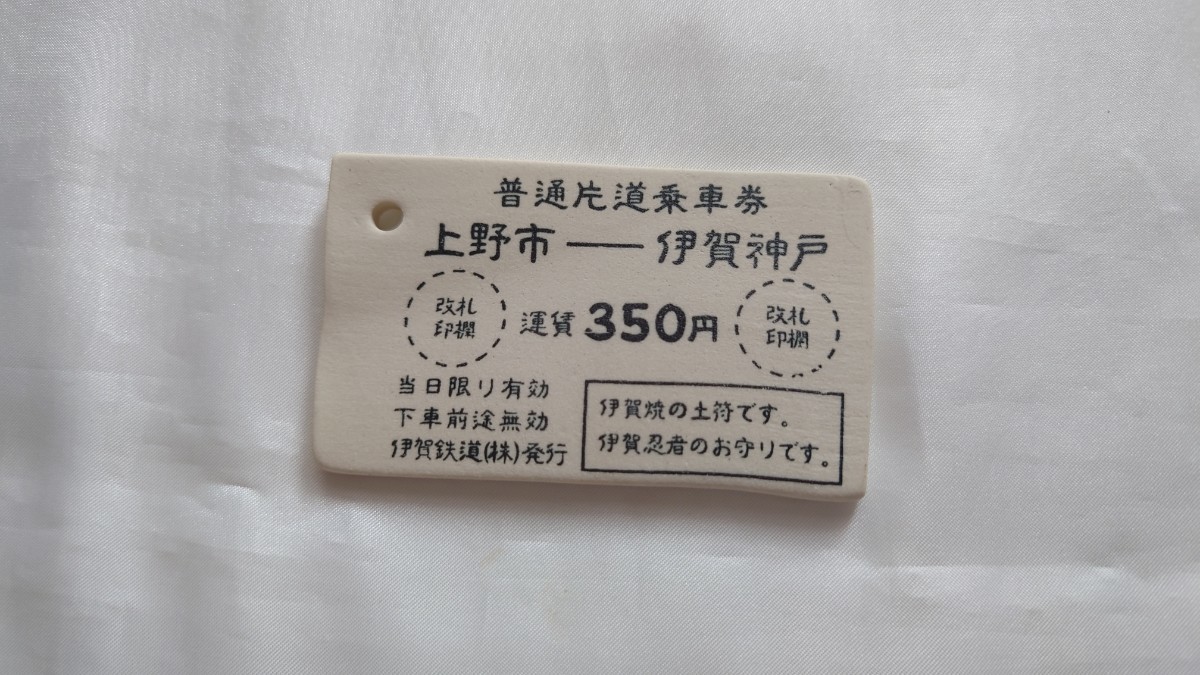 普通片道乗車券
上野市――伊賀神戸
改札
印欄
運賃 350円
改札
印欄
当日限り有効
下車前途無効
伊賀鉄道(株)発行
伊賀焼の土符です。
伊賀忍者のお守りです。